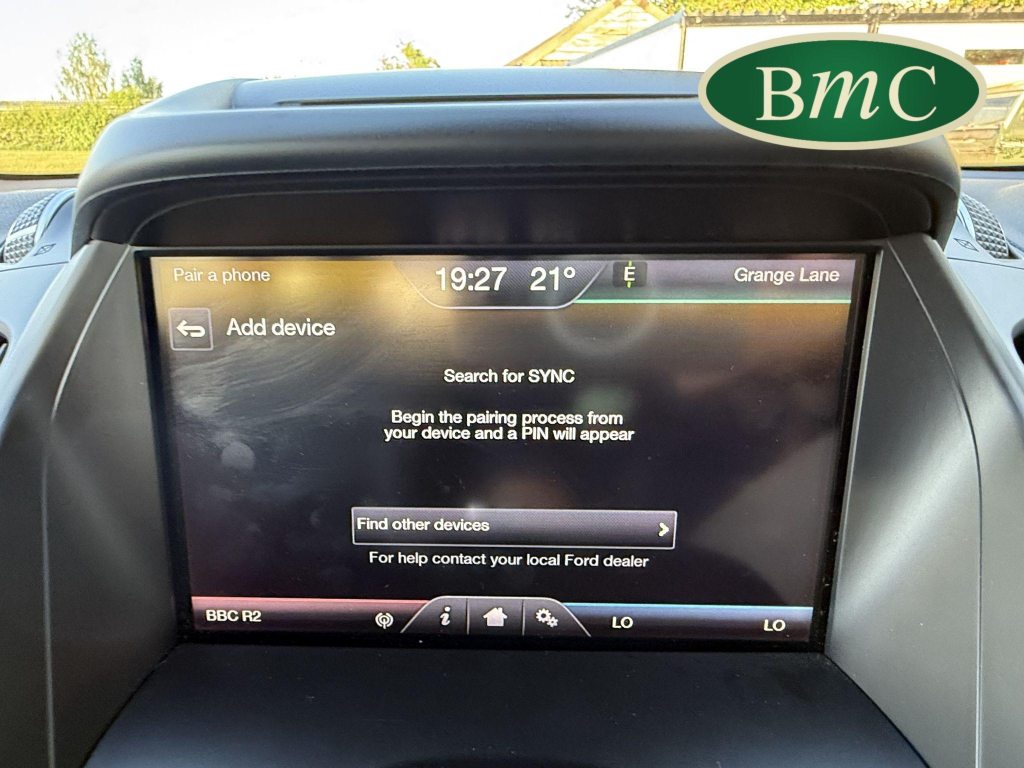 BmC
Pair a phone
19:27 21°
E
Grange Lane
Add device
Search for SYNC
Begin the pairing process from
your device and a PIN will appear
Find other devices
For help contact your local Ford dealer
BBC R2
i
LO
LO